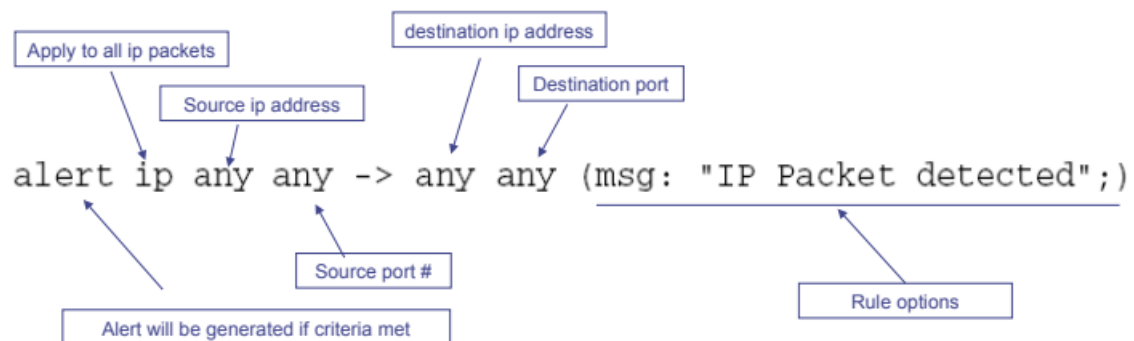 destination ip address
Apply to all ip packets
Destination port
Source ip address
alert ip any any -> any any (msg: "IP Packet detected";)
Source port #
Rule options
Alert will be generated if criteria met